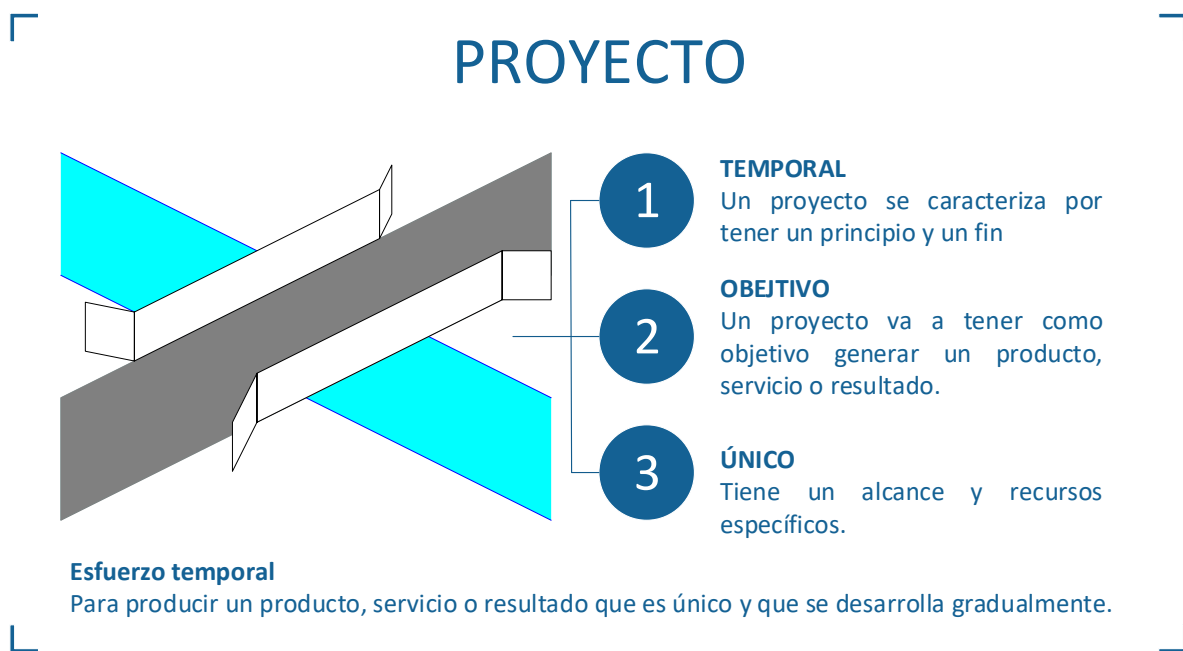 PROYECTO
1
TEMPORAL
Un proyecto se caracteriza por
tener un principio y un fin
2
OBEJTIVO
Un proyecto va a tener como
objetivo generar un producto,
servicio o resultado.
3
ÚNICO
Tiene un alcance y recursos
específicos.
Esfuerzo temporal
Para producir un producto, servicio o resultado que es único y que se desarrolla gradualmente.